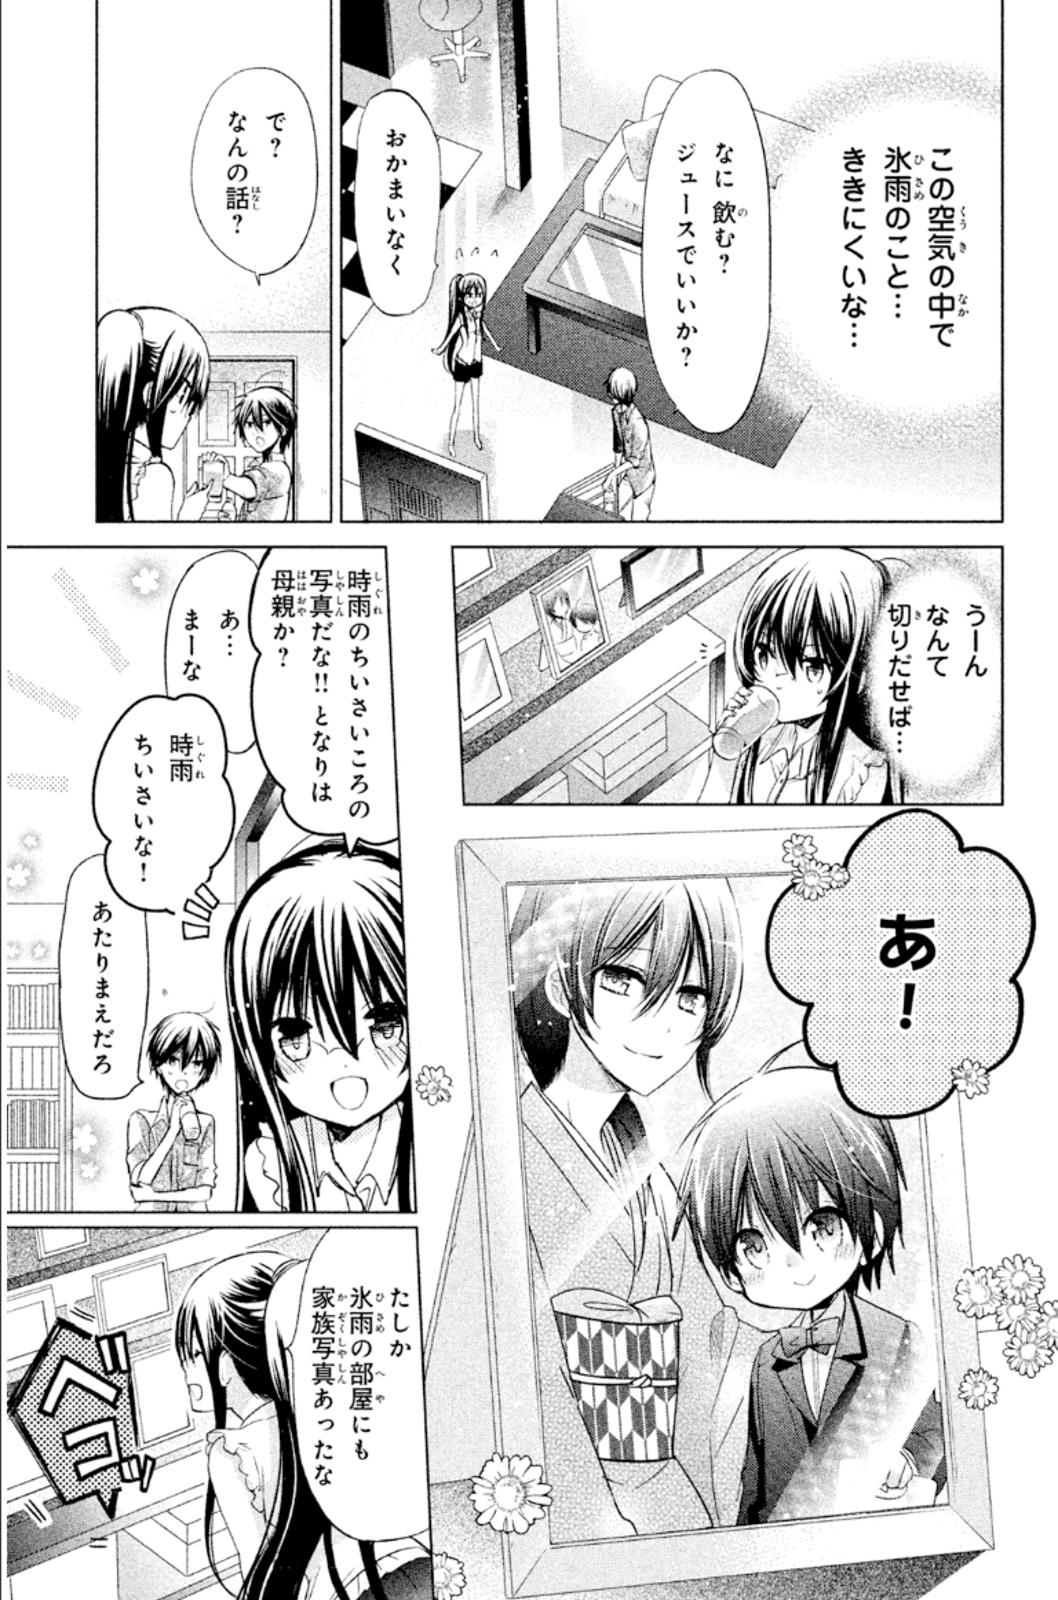 この空気の中で
氷雨のこと…
ききにくいな…
なに飲む?
ジュースでいいか?
おかまいなく
で?
なんの話?
うーん
なんて
切りだせば…
あ!
時雨のちいさいころの
写真だな!!となりは
母親か?
あ…
まーな
時雨
ちいさいな!
あたりまえだろ
たしか
氷雨の部屋にも
家族写真あったな
ペコッ